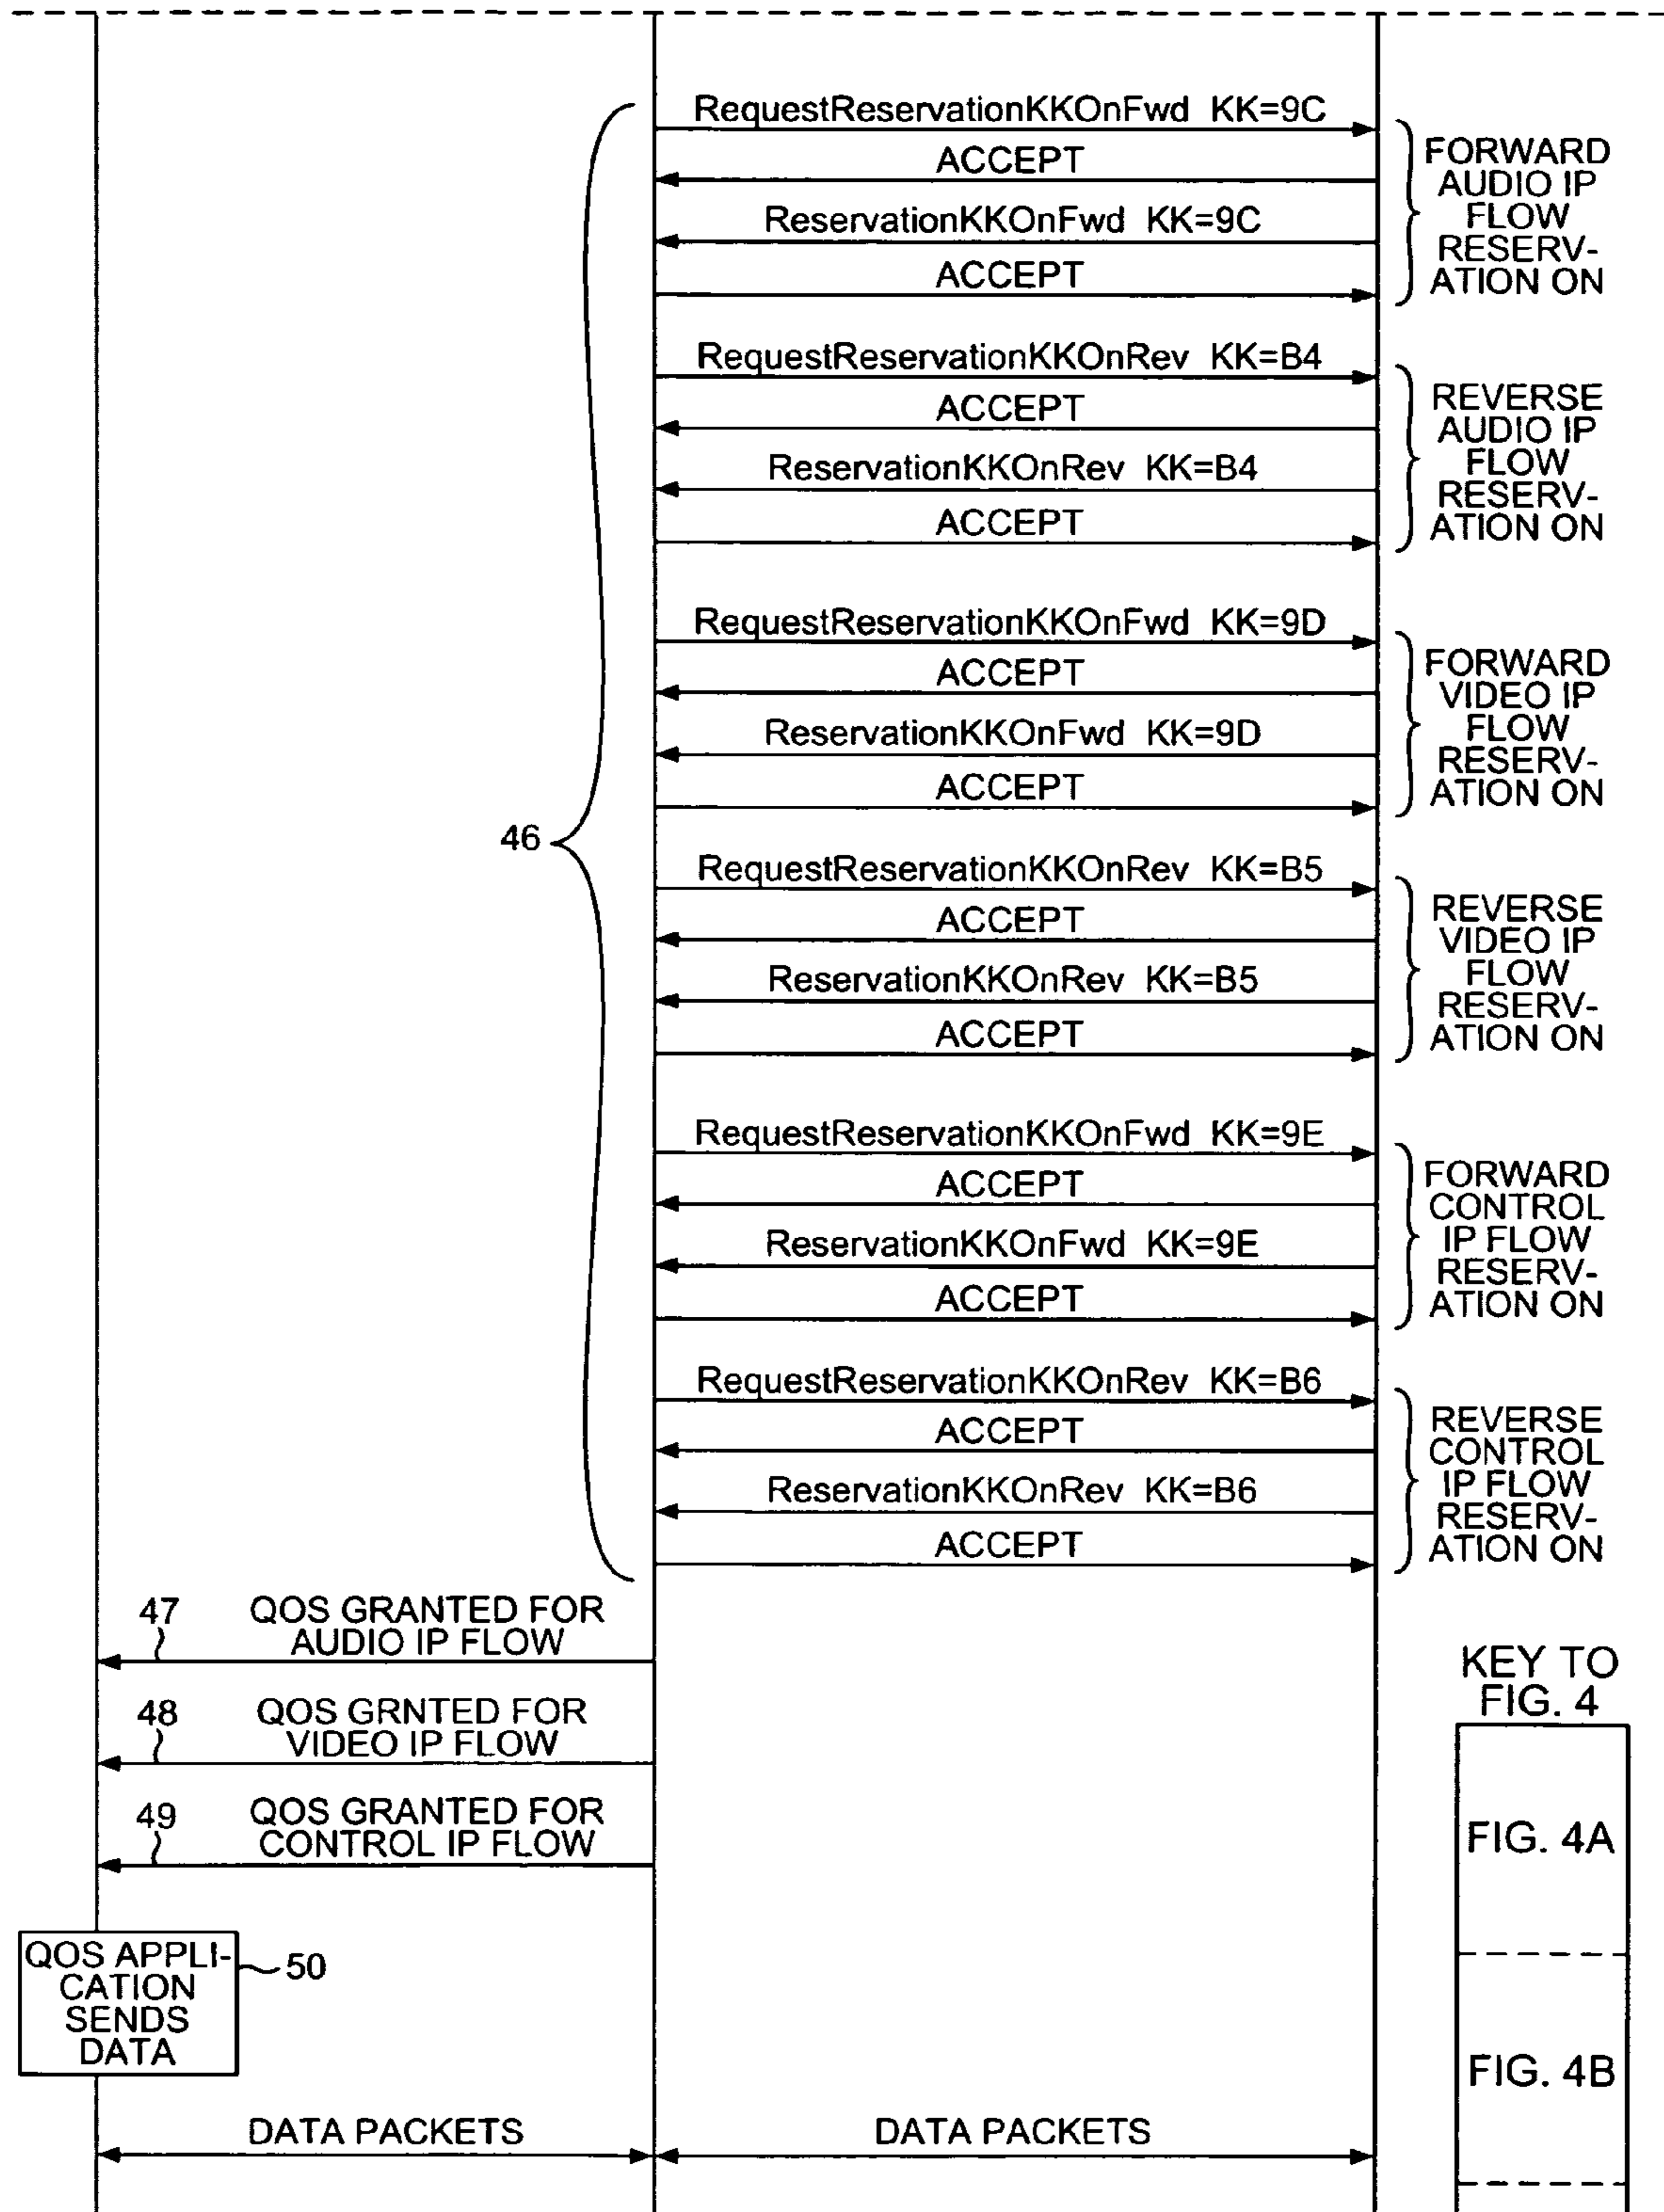 RequestReservationKKOnFwd KK=9C
ACCEPT
ReservationKKOnFwd KK=9C
ACCEPT
FORWARD
AUDIO IP
FLOW
RESERV-
ATION ON
RequestReservationKKOnRev KK=B4
ACCEPT
ReservationKKOnRev KK=B4
ACCEPT
REVERSE
AUDIO IP
FLOW
RESERV-
ATION ON
RequestReservationKKOnFwd KK=9D
ACCEPT
ReservationKKOnFwd KK=9D
ACCEPT
FORWARD
VIDEO IP
FLOW
RESERV-
ATION ON
46
RequestReservationKKOnRev KK=B5
ACCEPT
ReservationKKOnRev KK=B5
ACCEPT
REVERSE
VIDEO IP
FLOW
RESERV-
ATION ON
RequestReservationKKOnFwd KK=9E
ACCEPT
ReservationKKOnFwd KK=9E
ACCEPT
FORWARD
CONTROL
IP FLOW
RESERV-
ATION ON
RequestReservationKKOnRev KK=B6
ACCEPT
ReservationKKOnRev KK=B6
ACCEPT
REVERSE
CONTROL
IP FLOW
RESERV-
ATION ON
47
QOS GRANTED FOR
AUDIO IP FLOW
48
QOS GRNTED FOR
VIDEO IP FLOW
49
QOS GRANTED FOR
CONTROL IP FLOW
QOS APPLI-
CATION
SENDS
DATA
50
DATA PACKETS
DATA PACKETS
KEY TO
FIG. 4
FIG. 4A
FIG. 4B